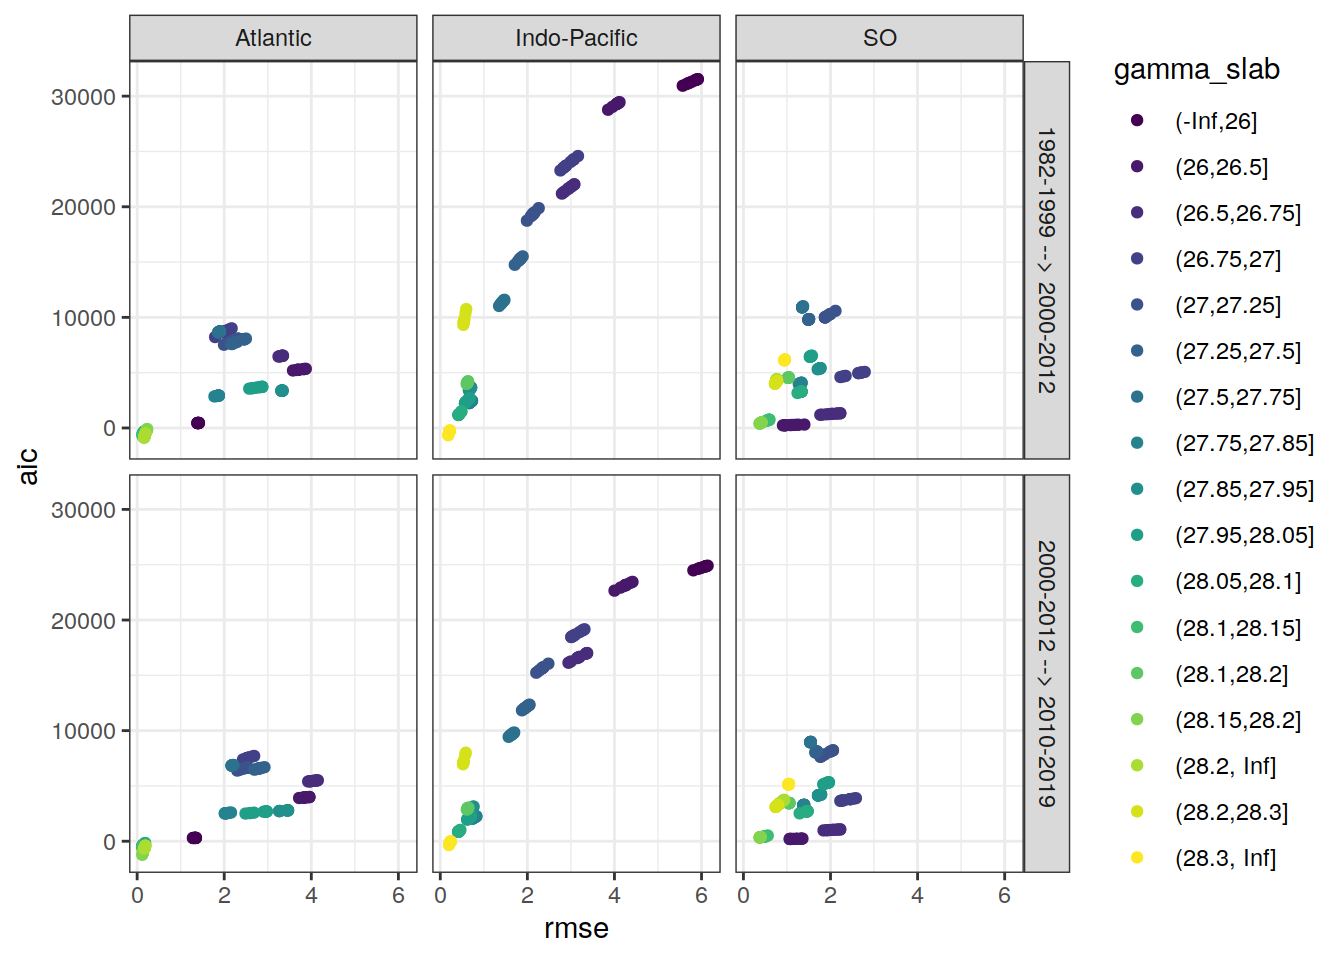 Atlantic
Indo-Pacific
SO
gamma_slab
(-Inf,26]
(26,26.5]
(26.5,26.75]
(26.75,27]
(27,27.25]
(27.25,27.5]
(27.5,27.75]
(27.75,27.85]
(27.85,27.95]
(27.95,28.05]
(28.05,28.1]
(28.1,28.15]
(28.1,28.2]
(28.15,28.2]
(28.2, Inf]
(28.2,28.3]
(28.3, Inf]
30000
20000
10000
0
1982-1999 --> 2000-2012
aic
30000
20000
10000
0
2000-2012 --> 2010-2019
0 2 4 6
0 2 4 6
0 2 4 6
rmse